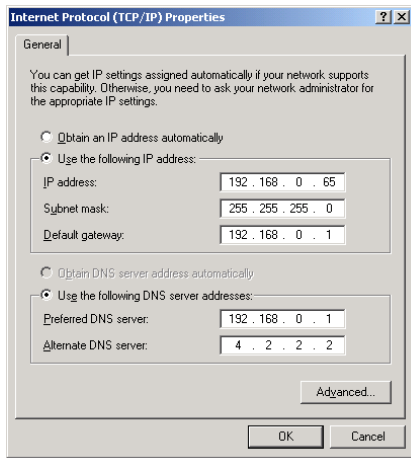 Internet Protocol (TCP/IP) Properties
General
You can get IP settings assigned automatically if your network supports
this capability. Otherwise, you need to ask your network administrator for
the appropriate IP settings.
Obtain an IP address automatically
Use the following IP address:
IP address: 192 . 168 . 0 . 65
Subnet mask: 255 . 255 . 255 . 0
Default gateway: 192 . 168 . 0 . 1
Obtain DNS server address automatically
Use the following DNS server addresses:
Preferred DNS server: 192 . 168 . 0 . 1
Alternate DNS server: 4 . 2 . 2 . 2
Advanced...
OK Cancel